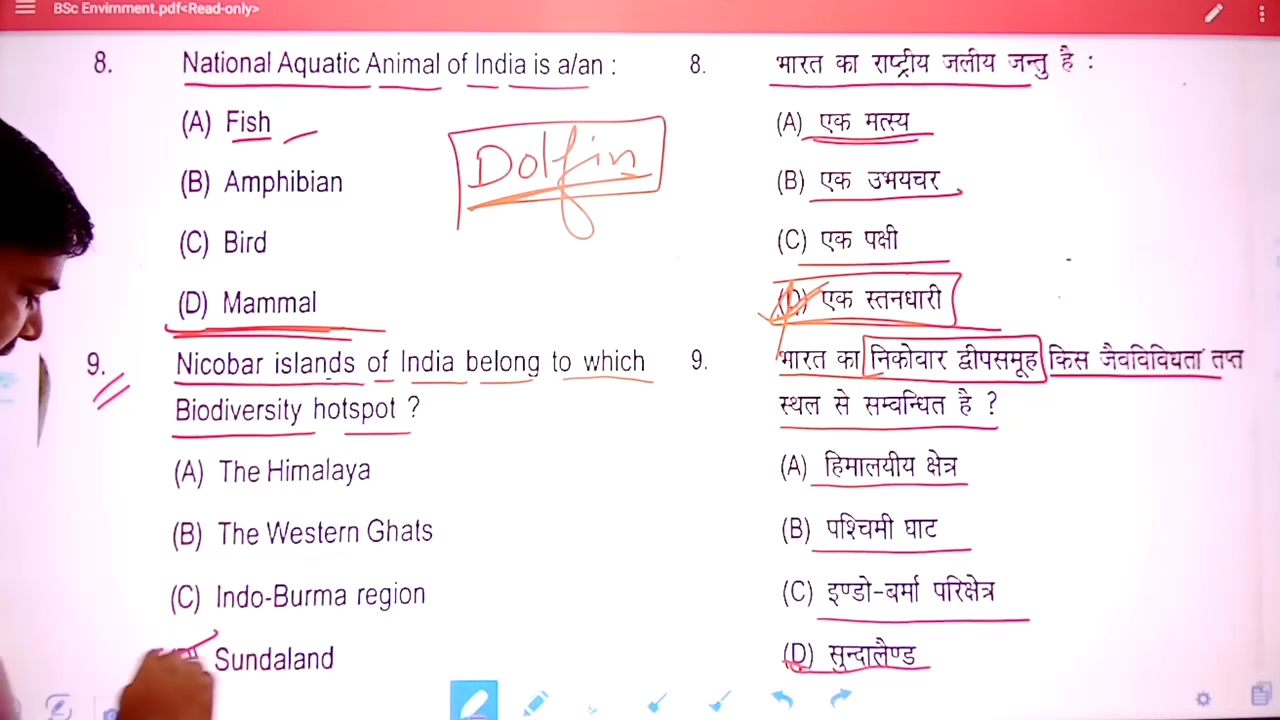 BSc Envirnment.pdf<Read-only>
8. National Aquatic Animal of India is a/an :
(A) Fish
(B) Amphibian
(C) Bird
(D) Mammal
Dolfin
9. Nicobar islands of India belong to which
Biodiversity hotspot ?
(A) The Himalaya
(B) The Western Ghats
(C) Indo-Burma region
Sundaland
8. भारत का राष्ट्रीय जलीय जन्तु है :
(A) एक मत्स्य
(B) एक उभयचर
(C) एक पक्षी
(D) एक स्तनधारी
9. भारत का निकोवार द्वीपसमूह किस जैवविविधता तप्त
स्थल से सम्वन्धित है ?
(A) हिमालयीय क्षेत्र
(B) पश्चिमी घाट
(C) इण्डो-बर्मा परिक्षेत्र
(D) सुन्दालैण्ड